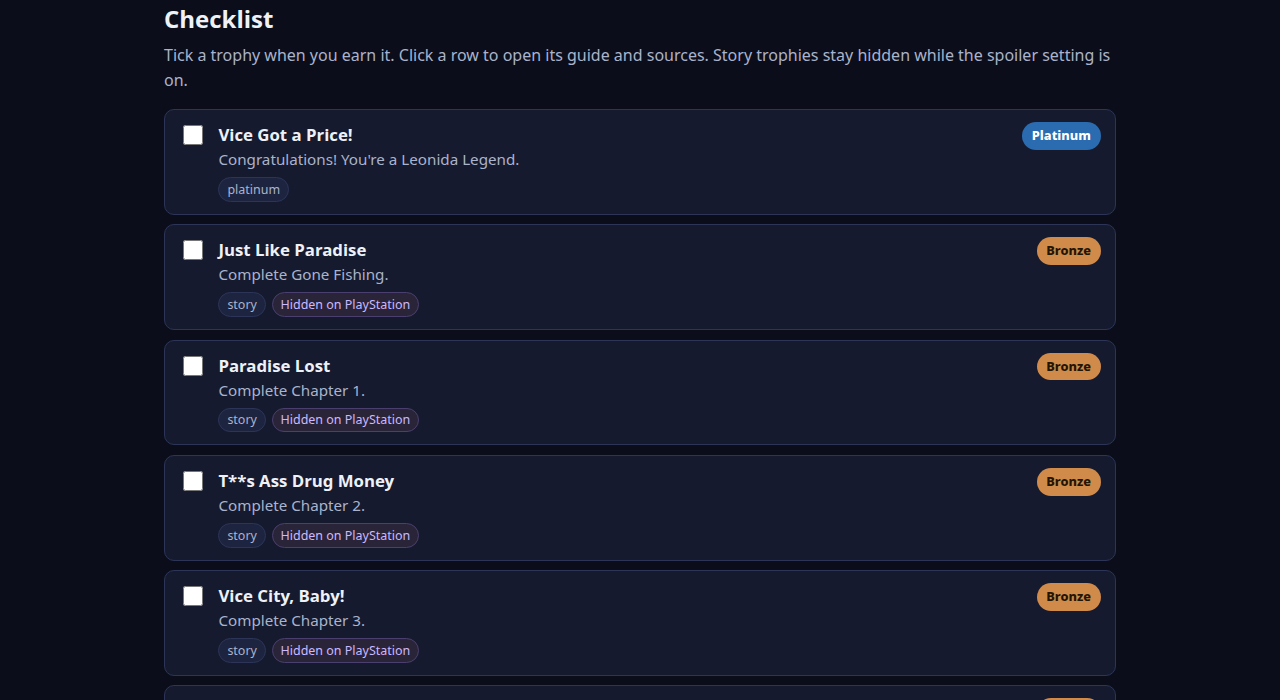 Checklist
Tick a trophy when you earn it. Click a row to open its guide and sources. Story trophies stay hidden while the spoiler setting is
on.
Vice Got a Price!
Platinum
Congratulations! You're a Leonida Legend.
platinum
Just Like Paradise
Bronze
Complete Gone Fishing.
story
Hidden on PlayStation
Paradise Lost
Bronze
Complete Chapter 1.
story
Hidden on PlayStation
T**s Ass Drug Money
Bronze
Complete Chapter 2.
story
Hidden on PlayStation
Vice City, Baby!
Bronze
Complete Chapter 3.
story
Hidden on PlayStation